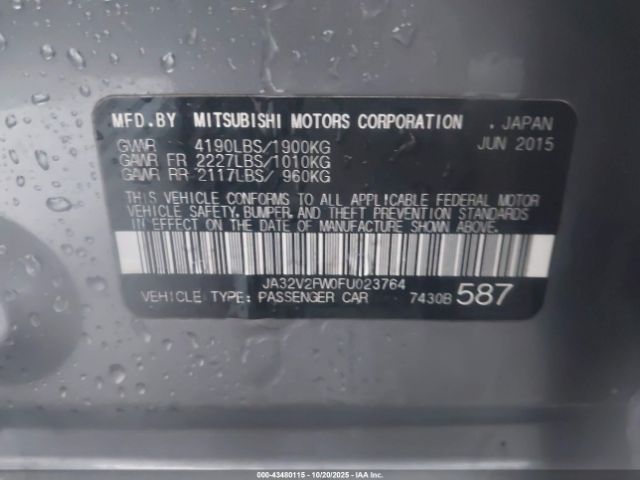 MFD.BY MITSUBISHI MOTORS CORPORATION . JAPAN
GVWR 4190LBS/1900KG JUN 2015
GAWR FR 2227LBS/1010KG
GAWR RR 2117LBS/ 960KG
THIS VEHICLE CONFORMS TO ALL APPLICABLE FEDERAL MOTOR
VEHICLE SAFETY, BUMPER, AND THEFT PREVENTION STANDARDS
IN EFFECT ON THE DATE OF MANUFACTURE SHOWN ABOVE.
JA32V2FW0FU023764
VEHICLE TYPE: PASSENGER CAR 7430B 587
000-43480115 - 10/20/2025 - IAA Inc.